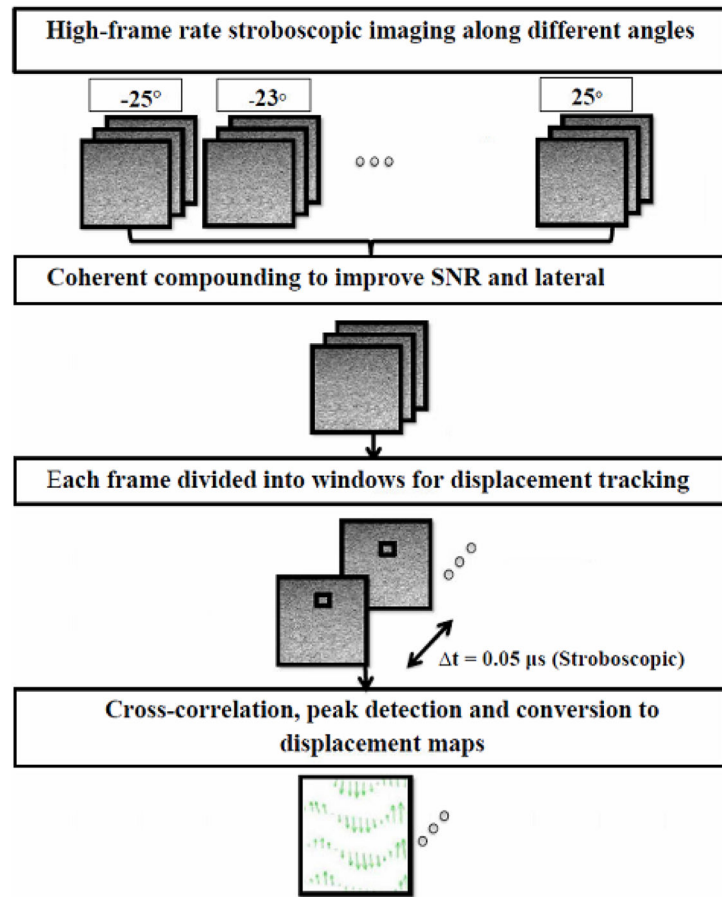 High-frame rate stroboscopic imaging along different angles
-25° -23° 25°
Coherent compounding to improve SNR and lateral
Each frame divided into windows for displacement tracking
Δt = 0.05 μs (Stroboscopic)
Cross-correlation, peak detection and conversion to
displacement maps